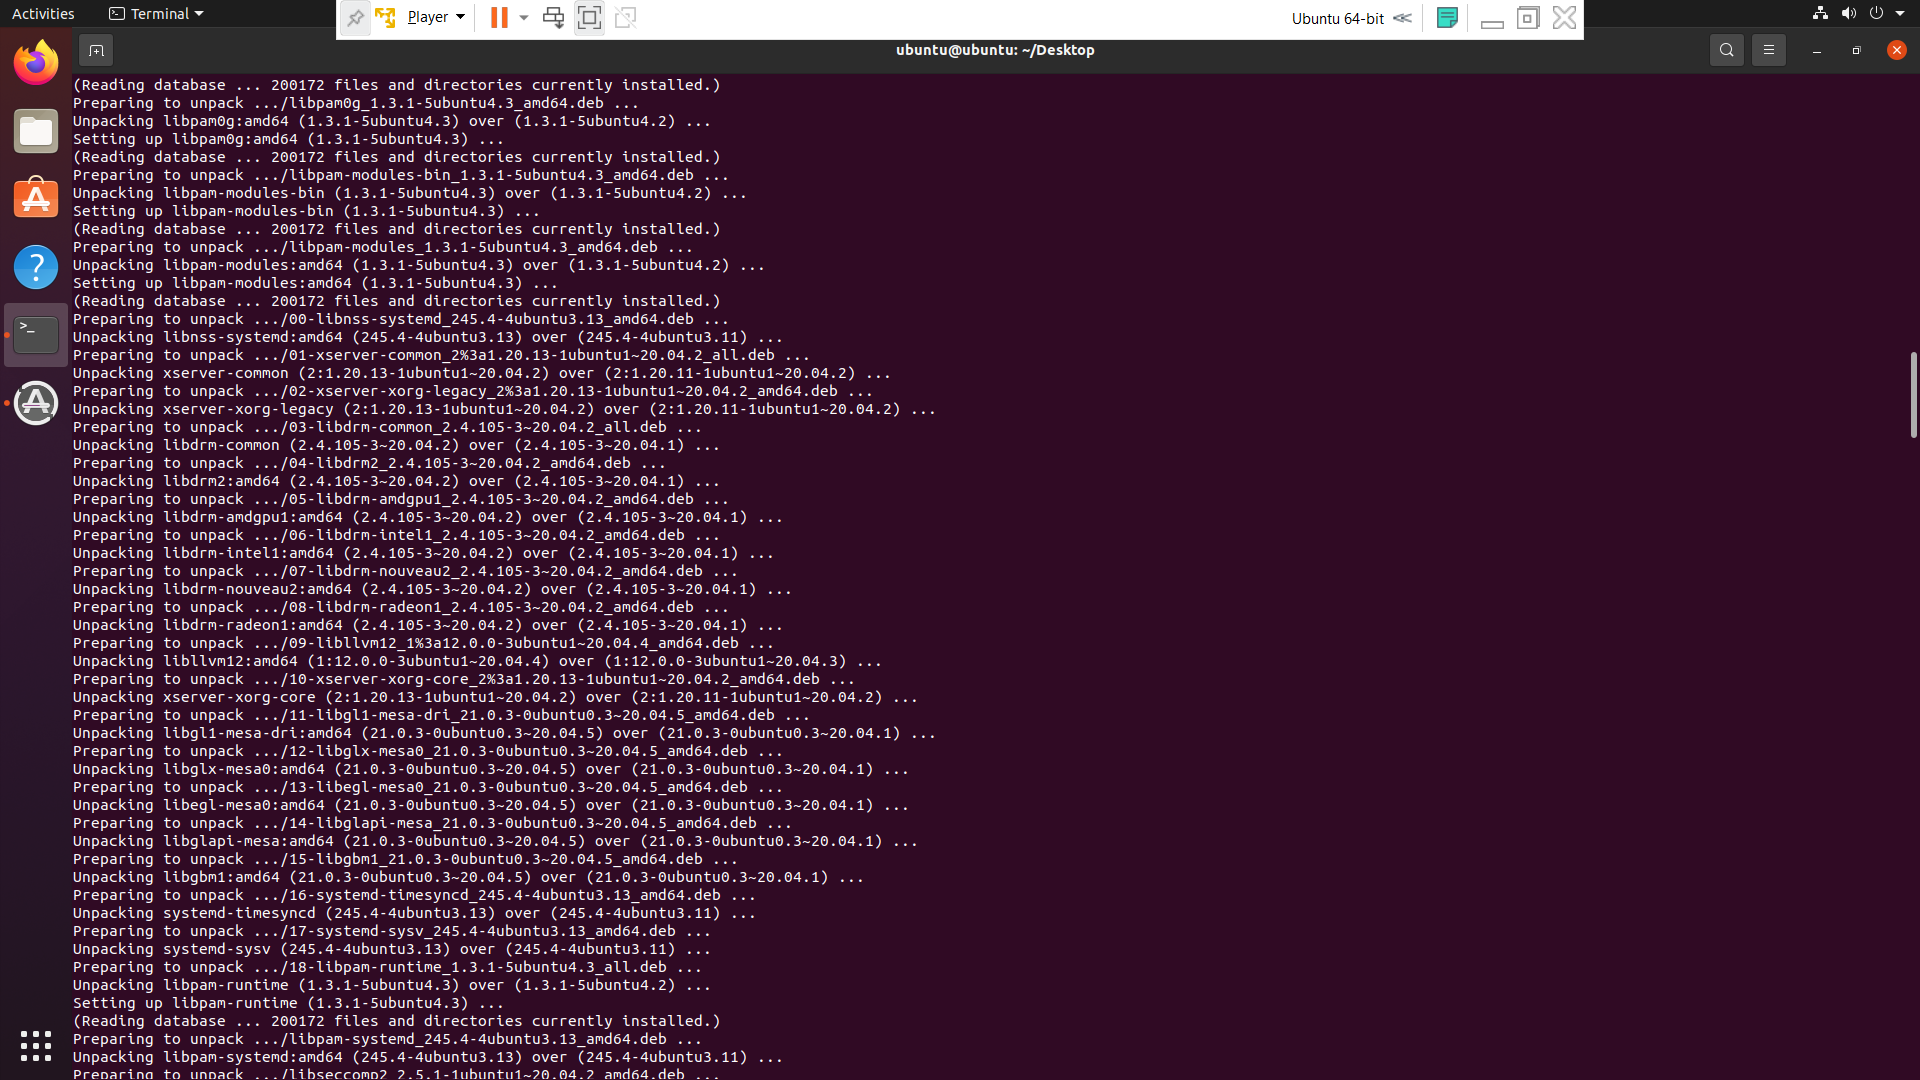 Activities
Terminal
Player
Ubuntu 64-bit
ubuntu@ubuntu: ~/Desktop
(Reading database ... 200172 files and directories currently installed.)
Preparing to unpack .../libpam0g_1.3.1-5ubuntu4.3_amd64.deb ...
Unpacking libpam0g:amd64 (1.3.1-5ubuntu4.3) over (1.3.1-5ubuntu4.2) ...
Setting up libpam0g:amd64 (1.3.1-5ubuntu4.3) ...
(Reading database ... 200172 files and directories currently installed.)
Preparing to unpack .../libpam-modules-bin_1.3.1-5ubuntu4.3_amd64.deb ...
Unpacking libpam-modules-bin (1.3.1-5ubuntu4.3) over (1.3.1-5ubuntu4.2) ...
Setting up libpam-modules-bin (1.3.1-5ubuntu4.3) ...
(Reading database ... 200172 files and directories currently installed.)
Preparing to unpack .../libpam-modules_1.3.1-5ubuntu4.3_amd64.deb ...
Unpacking libpam-modules:amd64 (1.3.1-5ubuntu4.3) over (1.3.1-5ubuntu4.2) ...
Setting up libpam-modules:amd64 (1.3.1-5ubuntu4.3) ...
(Reading database ... 200172 files and directories currently installed.)
Preparing to unpack .../00-libnss-systemd_245.4-4ubuntu3.13_amd64.deb ...
Unpacking libnss-systemd:amd64 (245.4-4ubuntu3.13) over (245.4-4ubuntu3.11) ...
Preparing to unpack .../01-xserver-common_2%3a1.20.13-1ubuntu1~20.04.2_all.deb ...
Unpacking xserver-common (2:1.20.13-1ubuntu1~20.04.2) over (2:1.20.11-1ubuntu1~20.04.2) ...
Preparing to unpack .../02-xserver-xorg-legacy_2%3a1.20.13-1ubuntu1~20.04.2_amd64.deb ...
Unpacking xserver-xorg-legacy (2:1.20.13-1ubuntu1~20.04.2) over (2:1.20.11-1ubuntu1~20.04.2) ...
Preparing to unpack .../03-libdrm-common_2.4.105-3~20.04.2_all.deb ...
Unpacking libdrm-common (2.4.105-3~20.04.2) over (2.4.105-3~20.04.1) ...
Preparing to unpack .../04-libdrm2_2.4.105-3~20.04.2_amd64.deb ...
Unpacking libdrm2:amd64 (2.4.105-3~20.04.2) over (2.4.105-3~20.04.1) ...
Preparing to unpack .../05-libdrm-amdgpu1_2.4.105-3~20.04.2_amd64.deb ...
Unpacking libdrm-amdgpu1:amd64 (2.4.105-3~20.04.2) over (2.4.105-3~20.04.1) ...
Preparing to unpack .../06-libdrm-intel1_2.4.105-3~20.04.2_amd64.deb ...
Unpacking libdrm-intel1:amd64 (2.4.105-3~20.04.2) over (2.4.105-3~20.04.1) ...
Preparing to unpack .../07-libdrm-nouveau2_2.4.105-3~20.04.2_amd64.deb ...
Unpacking libdrm-nouveau2:amd64 (2.4.105-3~20.04.2) over (2.4.105-3~20.04.1) ...
Preparing to unpack .../08-libdrm-radeon1_2.4.105-3~20.04.2_amd64.deb ...
Unpacking libdrm-radeon1:amd64 (2.4.105-3~20.04.2) over (2.4.105-3~20.04.1) ...
Preparing to unpack .../09-libllvm12_1%3a12.0.0-3ubuntu1~20.04.4_amd64.deb ...
Unpacking libllvm12:amd64 (1:12.0.0-3ubuntu1~20.04.4) over (1:12.0.0-3ubuntu1~20.04.3) ...
Preparing to unpack .../10-xserver-xorg-core_2%3a1.20.13-1ubuntu1~20.04.2_amd64.deb ...
Unpacking xserver-xorg-core (2:1.20.13-1ubuntu1~20.04.2) over (2:1.20.11-1ubuntu1~20.04.2) ...
Preparing to unpack .../11-libgl1-mesa-dri_21.0.3-0ubuntu0.3~20.04.5_amd64.deb ...
Unpacking libgl1-mesa-dri:amd64 (21.0.3-0ubuntu0.3~20.04.5) over (21.0.3-0ubuntu0.3~20.04.1) ...
Preparing to unpack .../12-libglx-mesa0_21.0.3-0ubuntu0.3~20.04.5_amd64.deb ...
Unpacking libglx-mesa0:amd64 (21.0.3-0ubuntu0.3~20.04.5) over (21.0.3-0ubuntu0.3~20.04.1) ...
Preparing to unpack .../13-libegl-mesa0_21.0.3-0ubuntu0.3~20.04.5_amd64.deb ...
Unpacking libegl-mesa0:amd64 (21.0.3-0ubuntu0.3~20.04.5) over (21.0.3-0ubuntu0.3~20.04.1) ...
Preparing to unpack .../14-libglapi-mesa_21.0.3-0ubuntu0.3~20.04.5_amd64.deb ...
Unpacking libglapi-mesa:amd64 (21.0.3-0ubuntu0.3~20.04.5) over (21.0.3-0ubuntu0.3~20.04.1) ...
Preparing to unpack .../15-libgbm1_21.0.3-0ubuntu0.3~20.04.5_amd64.deb ...
Unpacking libgbm1:amd64 (21.0.3-0ubuntu0.3~20.04.5) over (21.0.3-0ubuntu0.3~20.04.1) ...
Preparing to unpack .../16-systemd-timesyncd_245.4-4ubuntu3.13_amd64.deb ...
Unpacking systemd-timesyncd (245.4-4ubuntu3.13) over (245.4-4ubuntu3.11) ...
Preparing to unpack .../17-systemd-sysv_245.4-4ubuntu3.13_amd64.deb ...
Unpacking systemd-sysv (245.4-4ubuntu3.13) over (245.4-4ubuntu3.11) ...
Preparing to unpack .../18-libpam-runtime_1.3.1-5ubuntu4.3_all.deb ...
Unpacking libpam-runtime (1.3.1-5ubuntu4.3) over (1.3.1-5ubuntu4.2) ...
Setting up libpam-runtime (1.3.1-5ubuntu4.3) ...
(Reading database ... 200172 files and directories currently installed.)
Preparing to unpack .../libpam-systemd_245.4-4ubuntu3.13_amd64.deb ...
Unpacking libpam-systemd:amd64 (245.4-4ubuntu3.13) over (245.4-4ubuntu3.11) ...
Preparing to unpack .../libseccomp2_2.5.1-1ubuntu1~20.04.2_amd64.deb ...